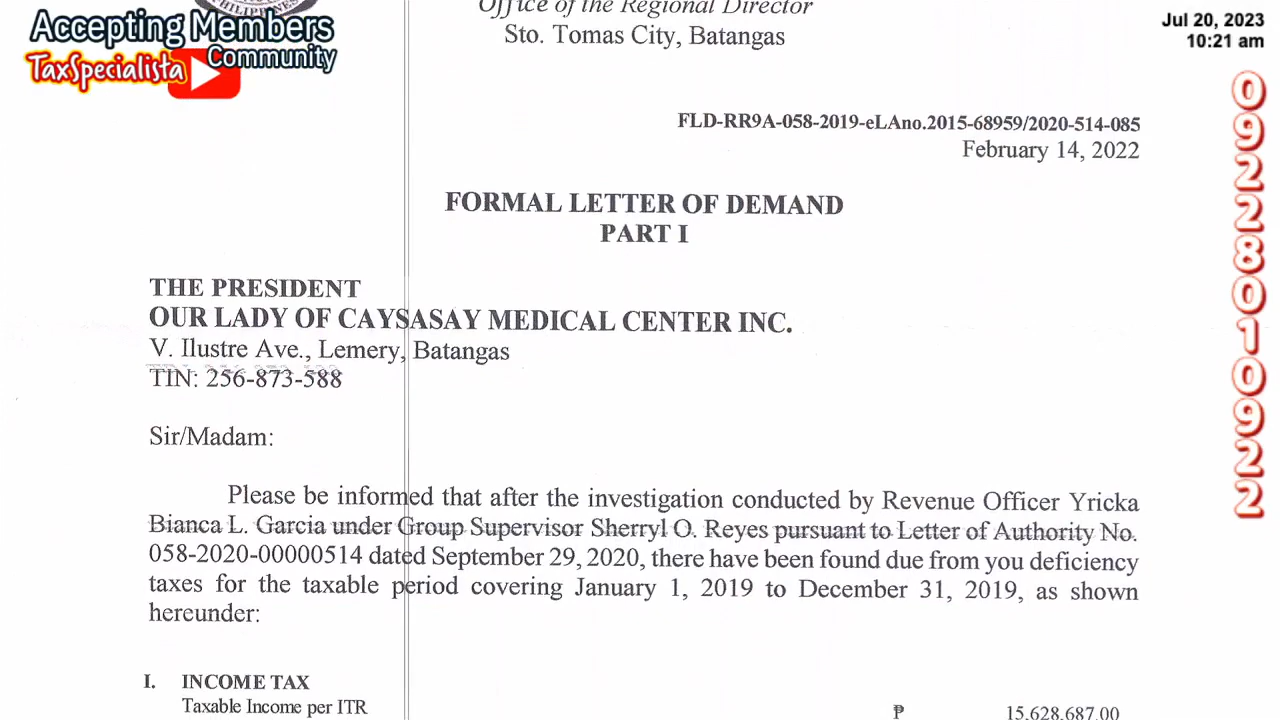 PHILIPPINES
Accepting Members
Community
TaxSpecialista
Jul 20, 2023
10:21 am
09228010922
Office of the Regional Director
Sto. Tomas City, Batangas
FLD-RR9A-058-2019-eLAno.2015-68959/2020-514-085
February 14, 2022
FORMAL LETTER OF DEMAND
PART I
THE PRESIDENT
OUR LADY OF CAYSASAY MEDICAL CENTER INC.
V. Ilustre Ave., Lemery, Batangas
TIN: 256-873-588
Sir/Madam:
Please be informed that after the investigation conducted by Revenue Officer Yricka
Bianca L. Garcia under Group Supervisor Sherryl O. Reyes pursuant to Letter of Authority No.
058-2020-00000514 dated September 29, 2020, there have been found due from you deficiency
taxes for the taxable period covering January 1, 2019 to December 31, 2019, as shown
hereunder:
I. INCOME TAX
Taxable Income per ITR ₱ 15,628,687.00